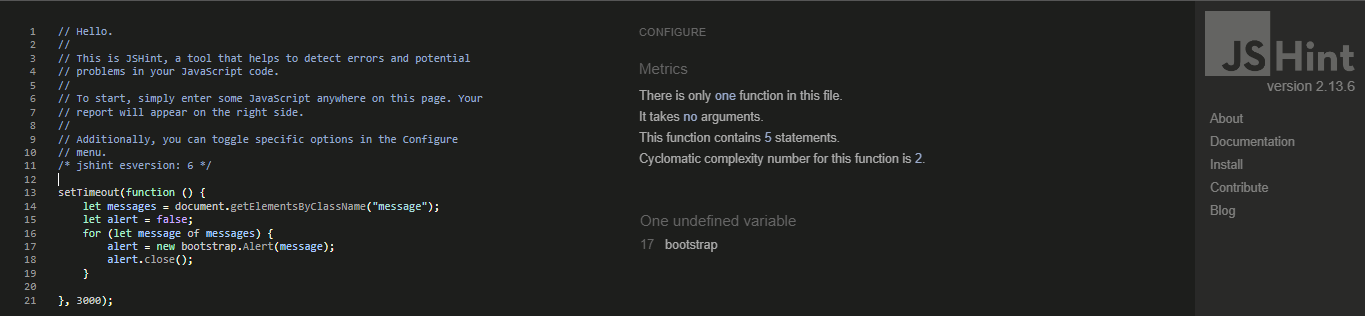 1 // Hello.
2 //
3 // This is JSHint, a tool that helps to detect errors and potential
4 // problems in your JavaScript code.
5 //
6 // To start, simply enter some JavaScript anywhere on this page. Your
7 // report will appear on the right side.
8 //
9 // Additionally, you can toggle specific options in the Configure
10 // menu.
11 /* jshint esversion: 6 */
12
13 setTimeout(function () {
14     let messages = document.getElementsByClassName("message");
15     let alert = false;
16     for (let message of messages) {
17         alert = new bootstrap.Alert(message);
18         alert.close();
19     }
20
21 }, 3000);
CONFIGURE
Metrics
There is only one function in this file.
It takes no arguments.
This function contains 5 statements.
Cyclomatic complexity number for this function is 2.
One undefined variable
17 bootstrap
JSHint
version 2.13.6
About
Documentation
Install
Contribute
Blog